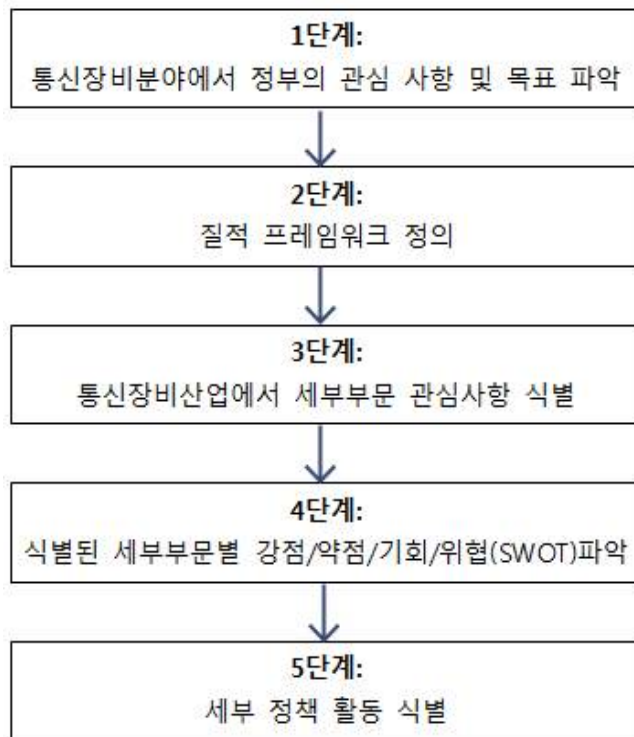 1단계:
통신장비분야에서 정부의 관심 사항 및 목표 파악
2단계:
질적 프레임워크 정의
3단계:
통신장비산업에서 세부부문 관심사항 식별
4단계:
식별된 세부부문별 강점/약점/기회/위협(SWOT)파악
5단계:
세부 정책 활동 식별